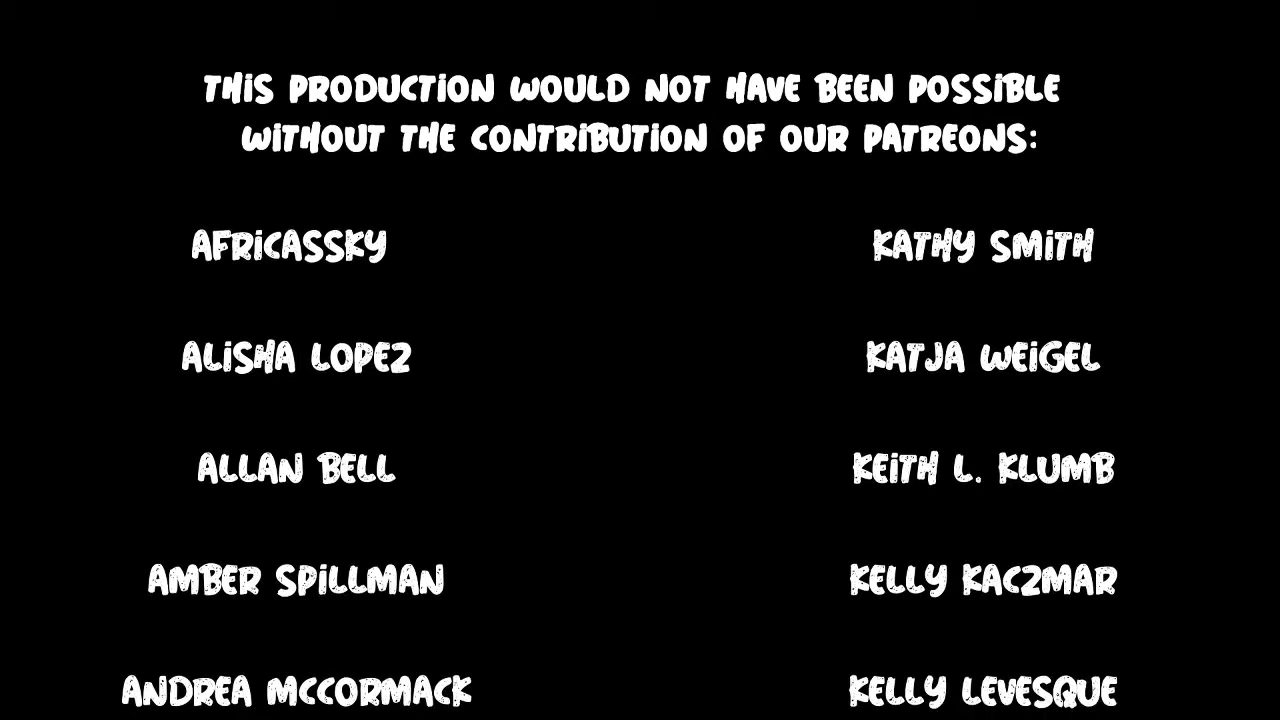 THIS PRODUCTION WOULD NOT HAVE BEEN POSSIBLE
WITHOUT THE CONTRIBUTION OF OUR PATREONS:
AFRICASSKY
KATHY SMITH
ALISHA LOPEZ
KATJA WEIGEL
ALLAN BELL
KEITH L. KLUMB
AMBER SPILLMAN
KELLY KACZMAR
ANDREA MCCORMACK
KELLY LEVESQUE